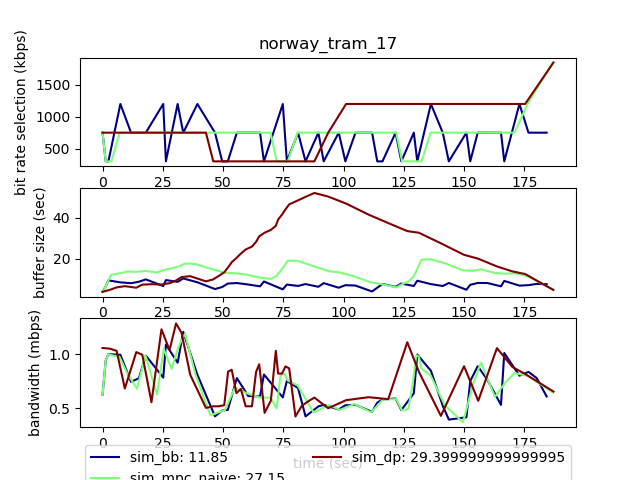 norway_tram_17
bit rate selection (kbps)
1500
1000
500
0 25 50 75 100 125 150 175
buffer size (sec)
40
20
0 25 50 75 100 125 150 175
bandwidth (mbps)
1.0
0.5
0 25 50 75 100 125 150 175
time (sec)
sim_bb: 11.85
sim_dp: 29.399999999999995
sim_mpc_naive: 27.15